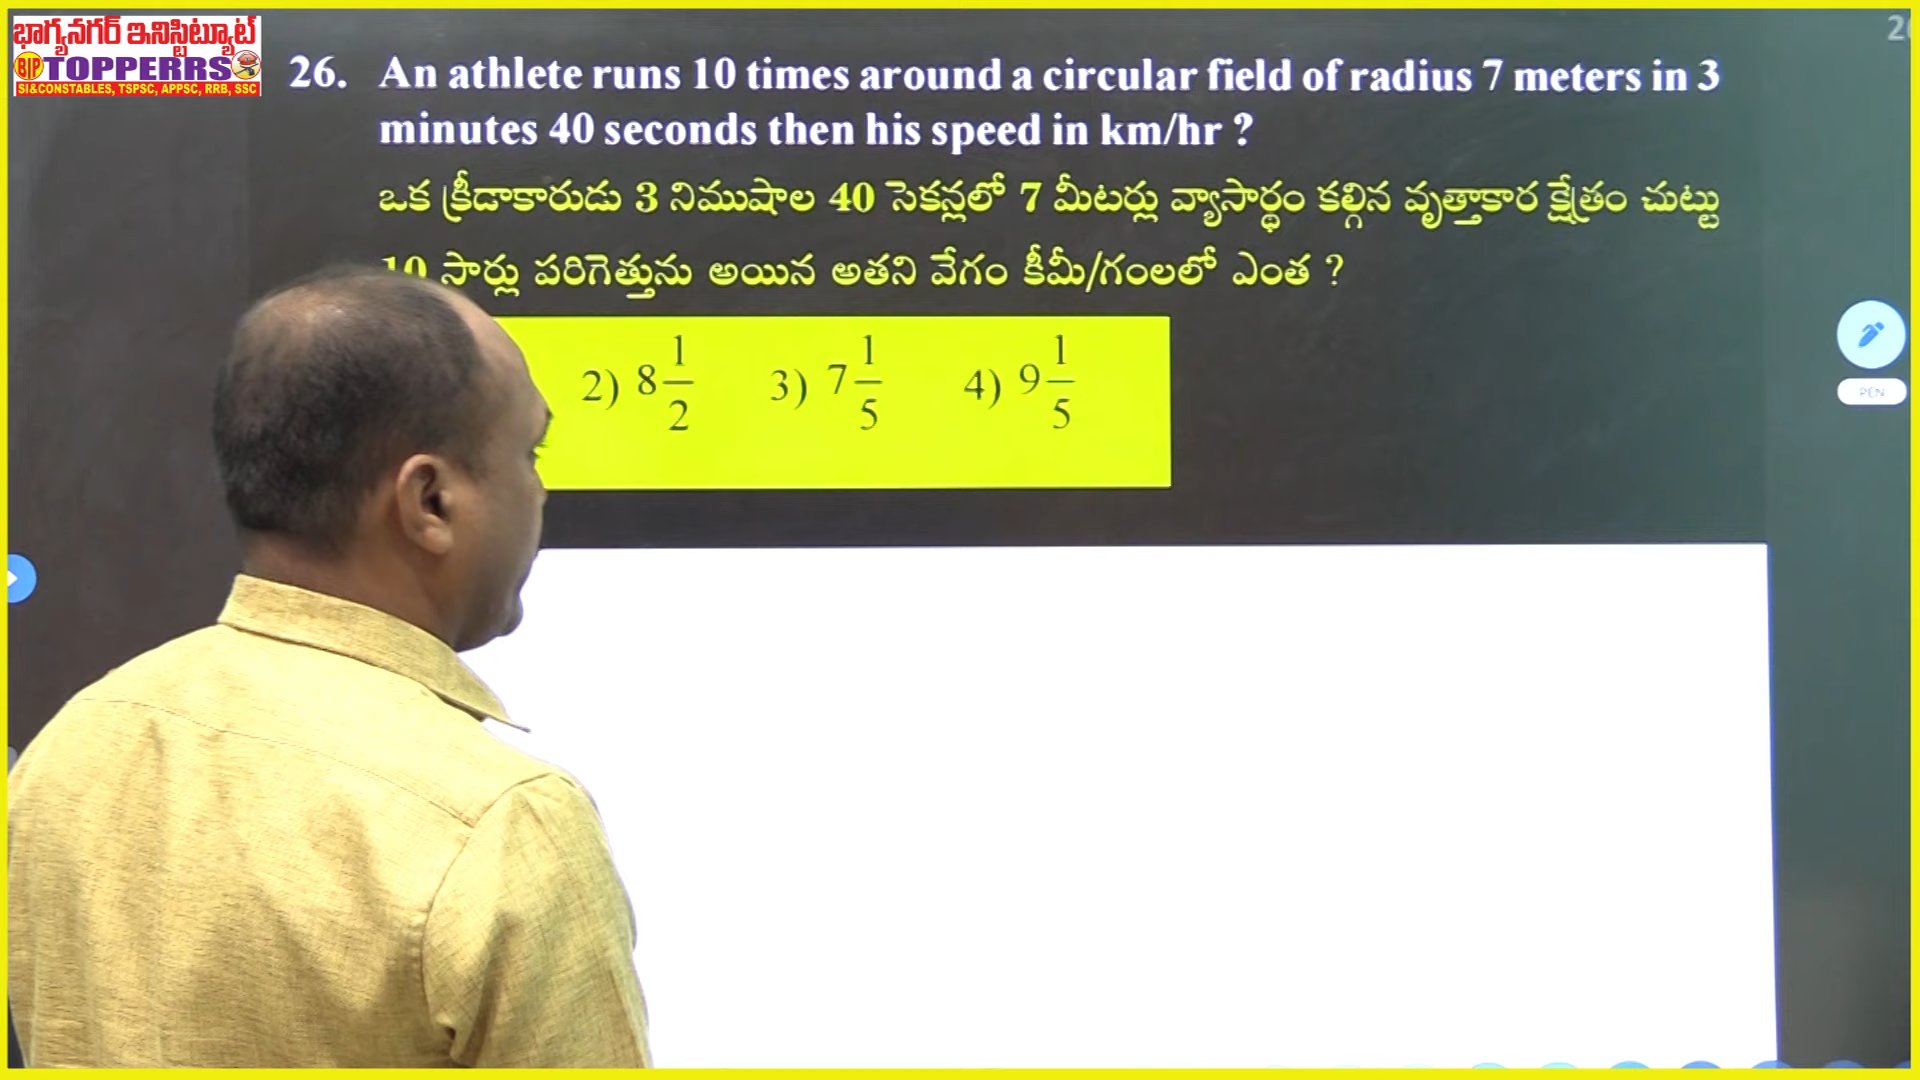 భాగ్యనగర్ ఇనిస్టిట్యూట్
BIP TOPPERRS
SI&CONSTABLES, TSPSC, APPSC, RRB, SSC
26. An athlete runs 10 times around a circular field of radius 7 meters in 3
minutes 40 seconds then his speed in km/hr ?
ఒక క్రీడాకారుడు 3 నిముషాల 40 సెకన్లలో 7 మీటర్లు వ్యాసార్థం కల్గిన వృత్తాకార క్షేత్రం చుట్టు
10 సార్లు పరిగెత్తును అయిన అతని వేగం కీమీ/గంలలో ఎంత ?
2) 8 1/2 3) 7 1/5 4) 9 1/5
PEN